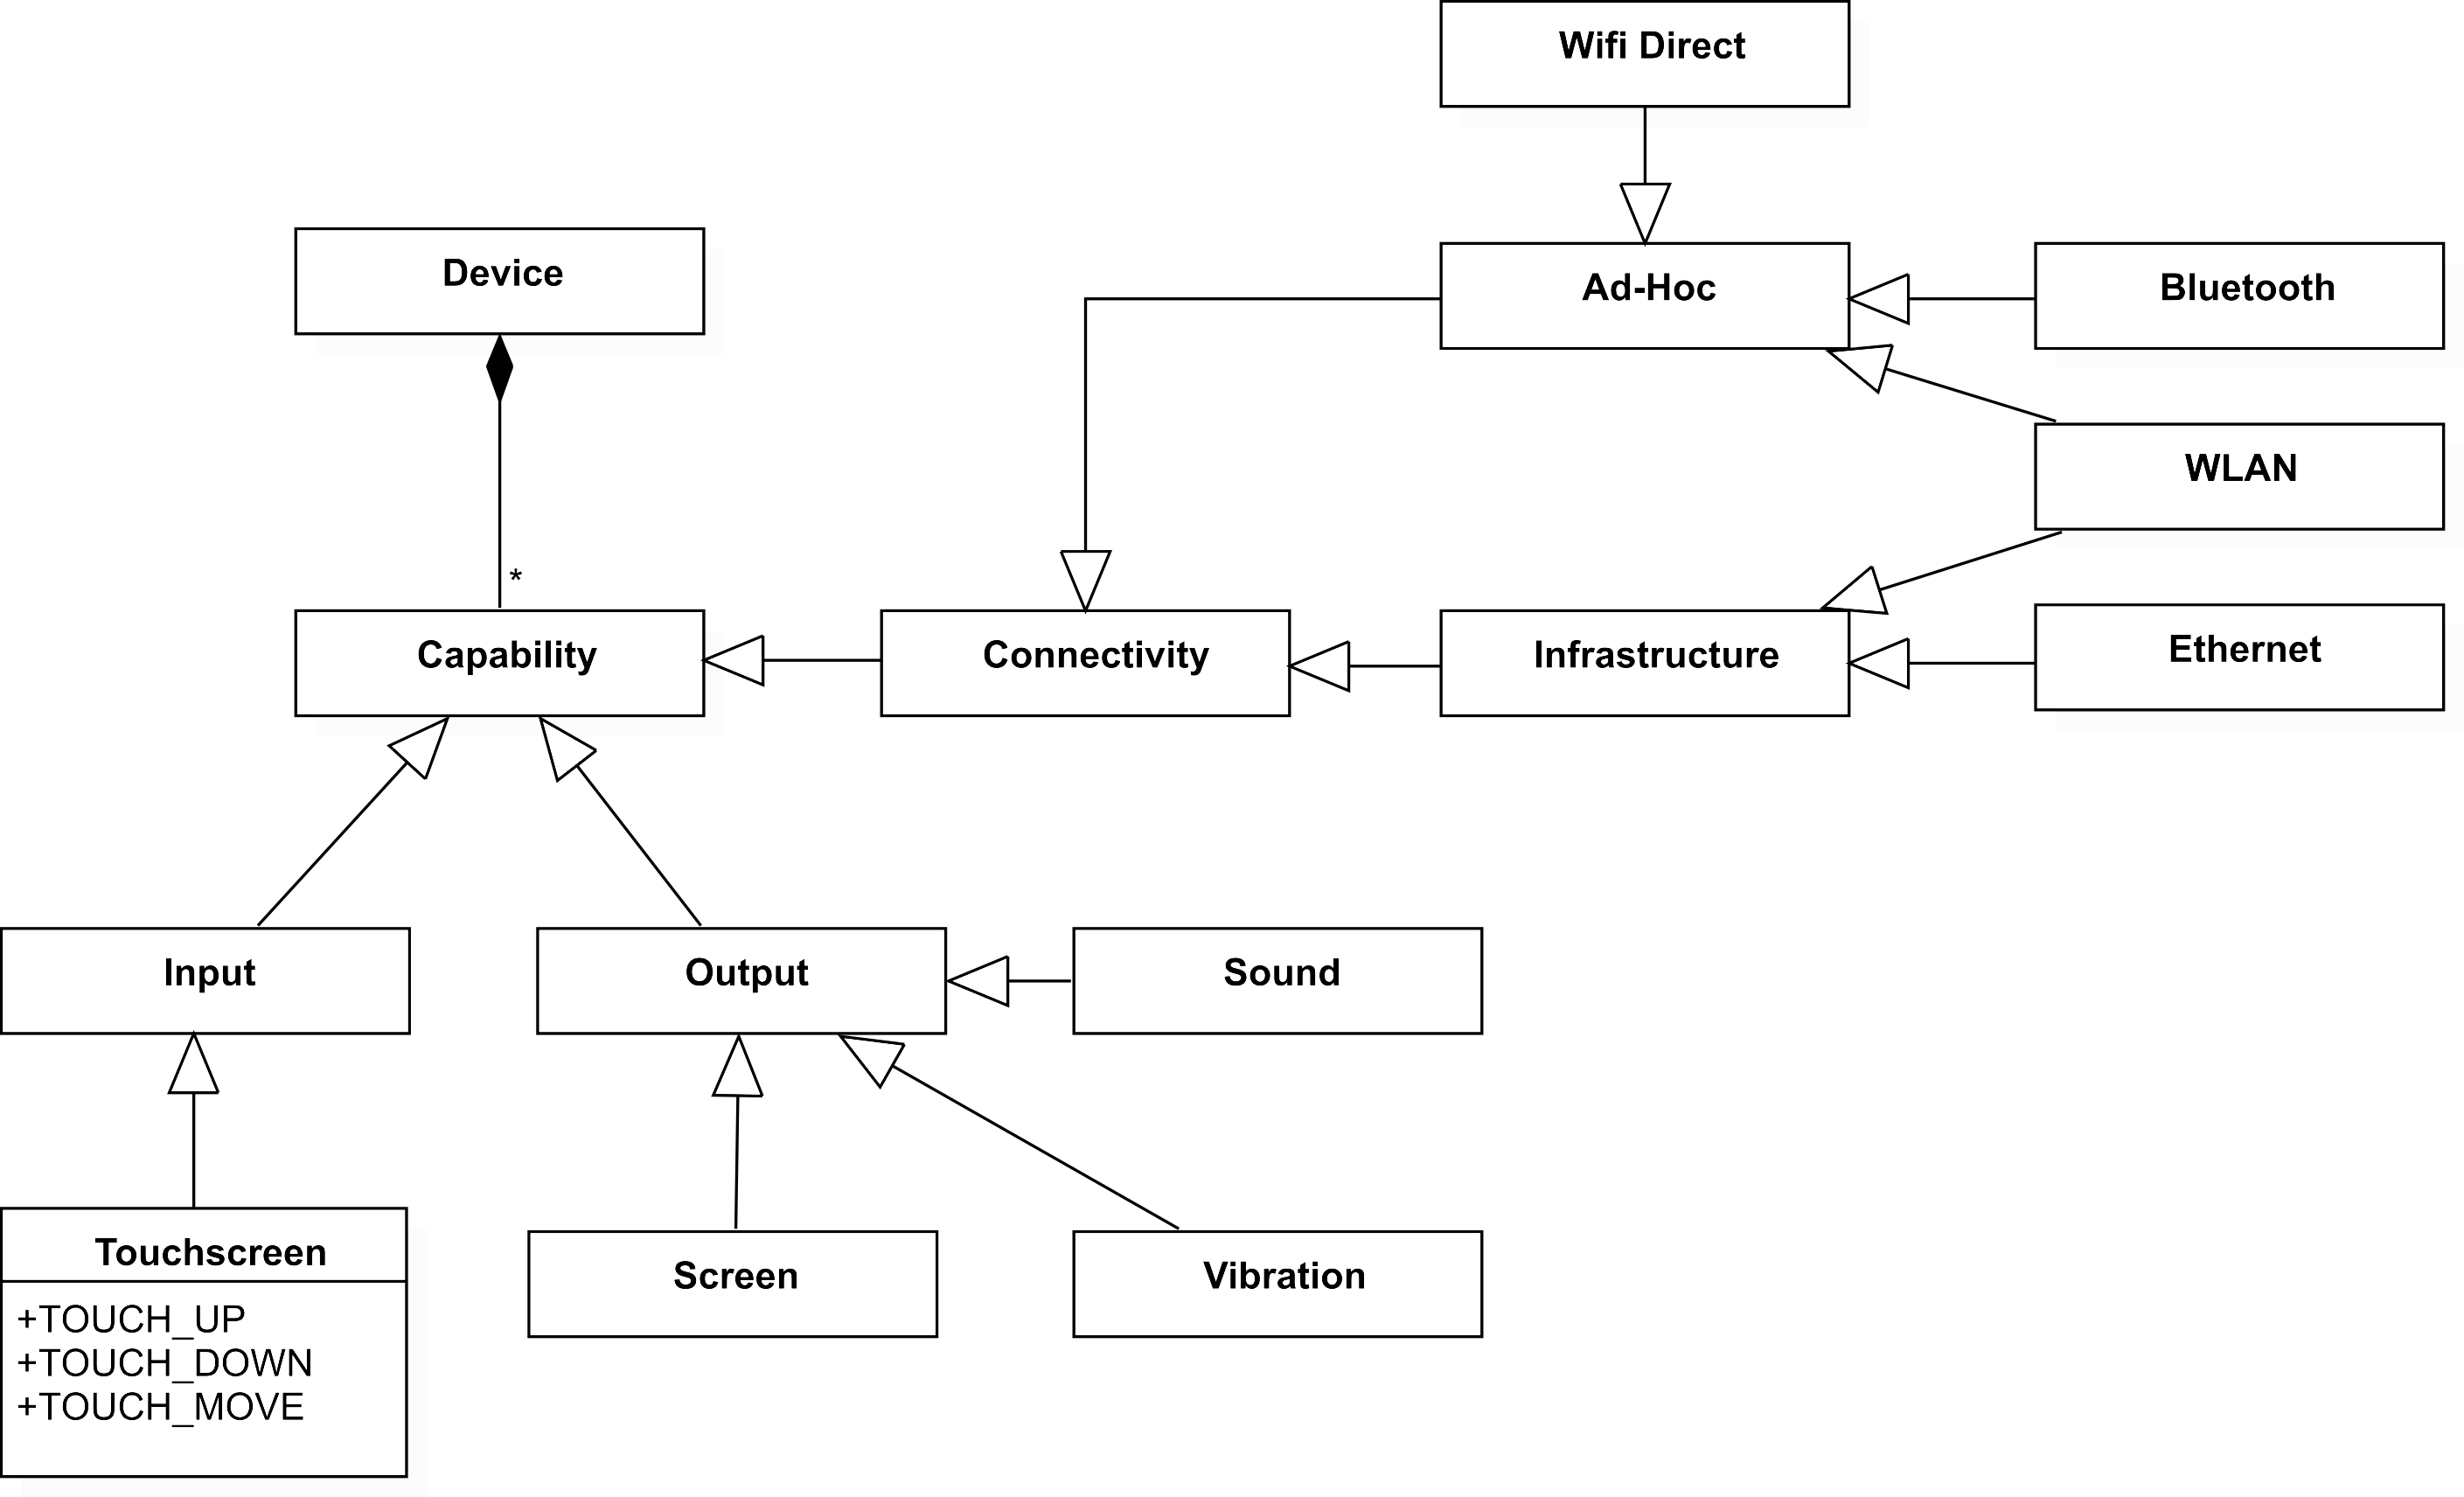 Wifi Direct
Device
Ad-Hoc
Bluetooth
WLAN
*
Capability
Connectivity
Infrastructure
Ethernet
Input
Output
Sound
Touchscreen
+TOUCH_UP
+TOUCH_DOWN
+TOUCH_MOVE
Screen
Vibration